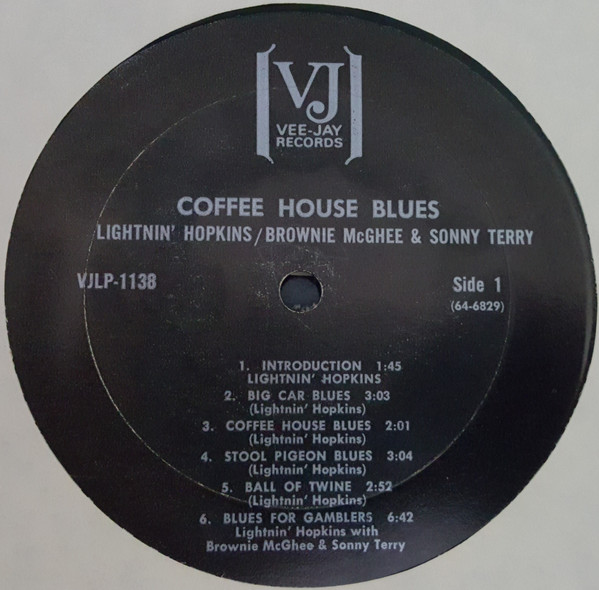 VJ
VEE-JAY
RECORDS
COFFEE HOUSE BLUES
LIGHTNIN' HOPKINS/BROWNIE McGHEE & SONNY TERRY
VJLP-1138 Side 1
(64-6829)
1. INTRODUCTION 1:45
LIGHTNIN' HOPKINS
2. BIG CAR BLUES 3:03
(Lightnin' Hopkins)
3. COFFEE HOUSE BLUES 2:01
(Lightnin' Hopkins)
4. STOOL PIGEON BLUES 3:04
(Lightnin' Hopkins)
5. BALL OF TWINE 2:52
(Lightnin' Hopkins)
6. BLUES FOR GAMBLERS 6:42
Lightnin' Hopkins with
Brownie McGhee & Sonny Terry